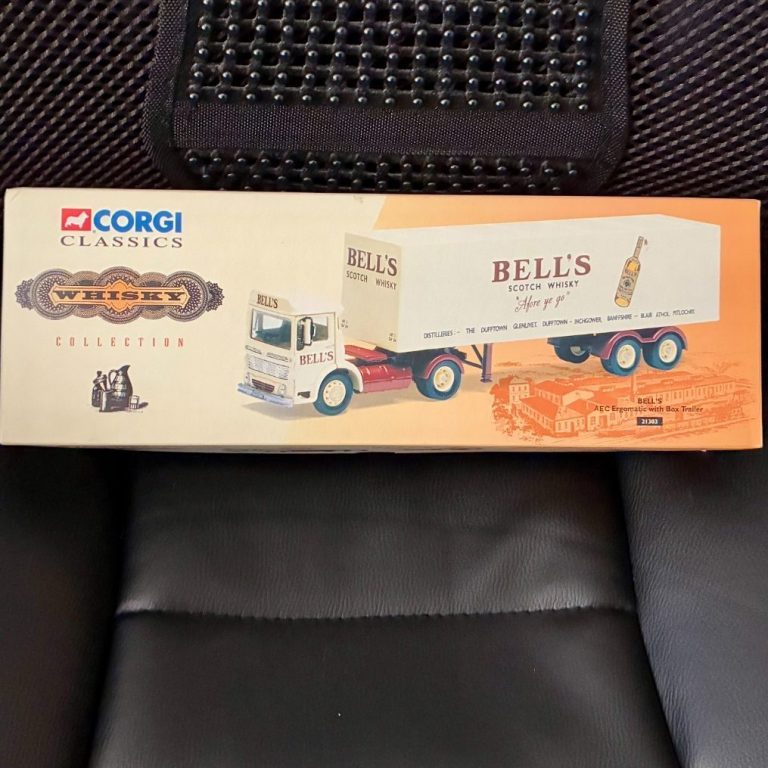 CORGI
CLASSICS
WHISKY
COLLECTION
BELL'S
BELL'S
BELL'S
SCOTCH WHISKY
BELL'S
SCOTCH WHISKY
"Afore ye go"
DISTILLERIES :- THE DUFFTOWN GLENLIVET, DUFFTOWN - INCHGOWER, BANFFSHIRE - BLAIR ATHOL, PITLOCHRY.
BELL'S
AEC Ergomatic with Box Trailer
21303